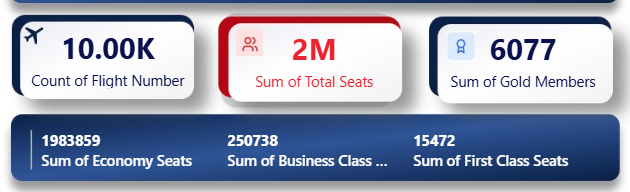 10.00K
Count of Flight Number
2M
Sum of Total Seats
6077
Sum of Gold Members
1983859
Sum of Economy Seats
250738
Sum of Business Class ...
15472
Sum of First Class Seats